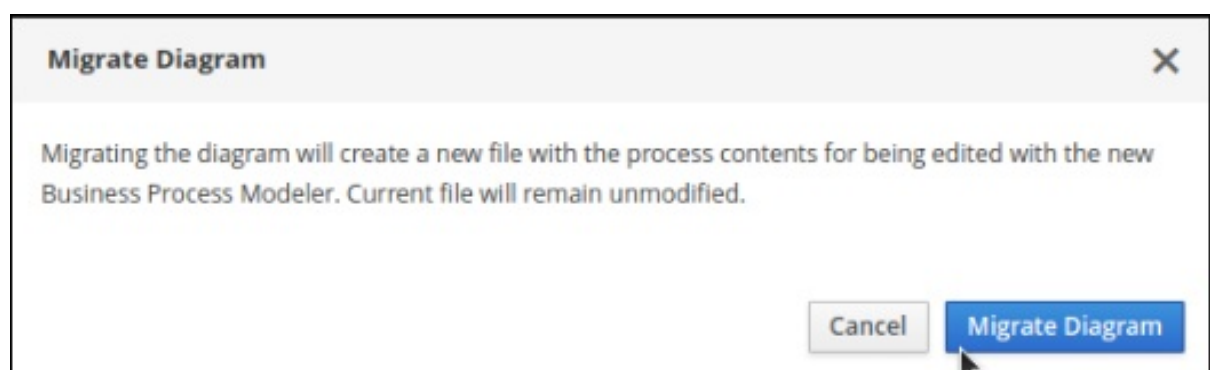 Migrate Diagram
Migrating the diagram will create a new file with the process contents for being edited with the new
Business Process Modeler. Current file will remain unmodified.
Cancel
Migrate Diagram